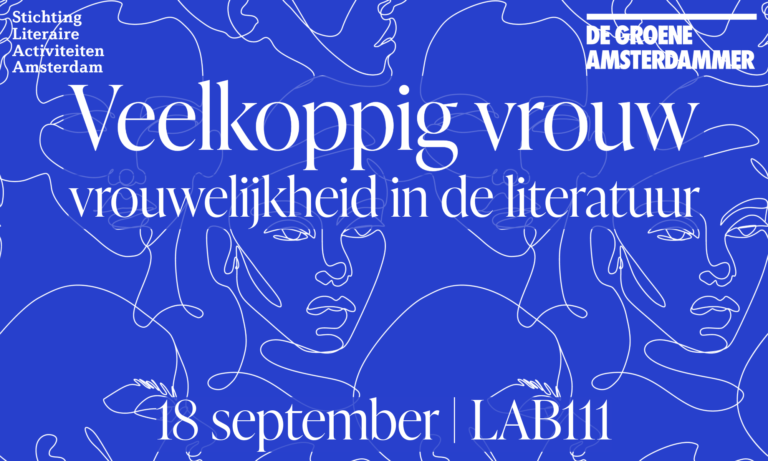 Stichting
Literaire
Activiteiten
Amsterdam
DE GROENE
AMSTERDAMMER
Veelkoppig vrouw
vrouwelijkheid in de literatuur
18 september | LAB111